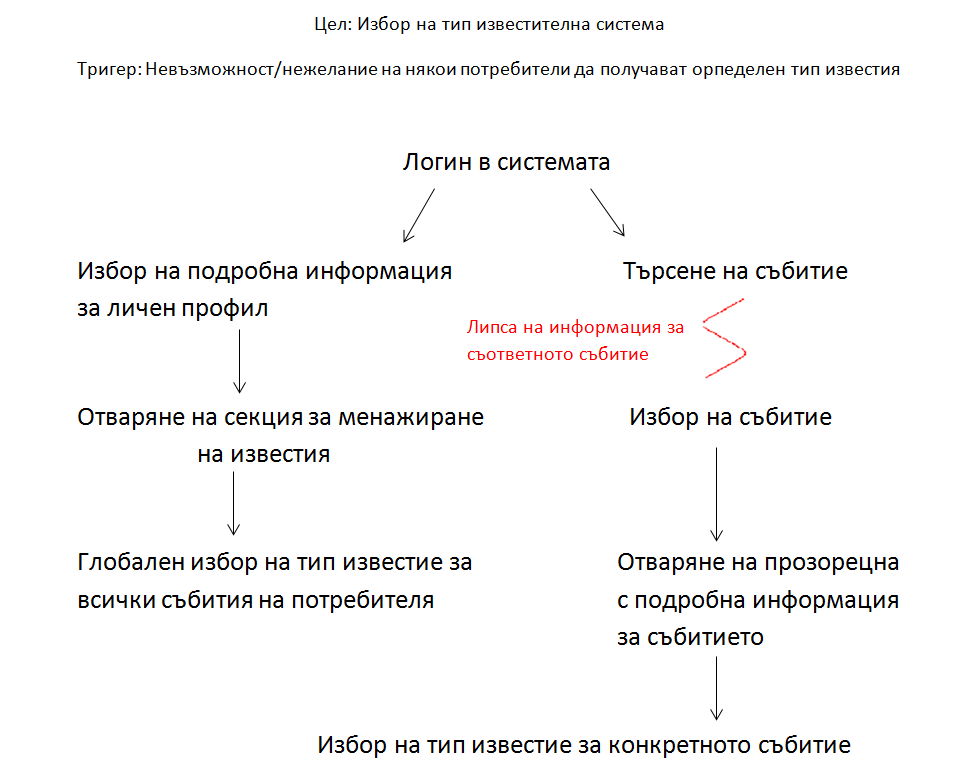 Цел: Избор на тип известителна система
Тригер: Невъзможност/нежелание на някои потребители да получават орпеделен тип известия
Логин в системата
Избор на подробна информация
за личен профил
Търсене на събитие
Липса на информация за
съответното събитие
Отваряне на секция за менажиране
на известия
Избор на събитие
Глобален избор на тип известие за
всички събития на потребителя
Отваряне на прозорецна
с подробна информация
за събитието
Избор на тип известие за конкретното събитие